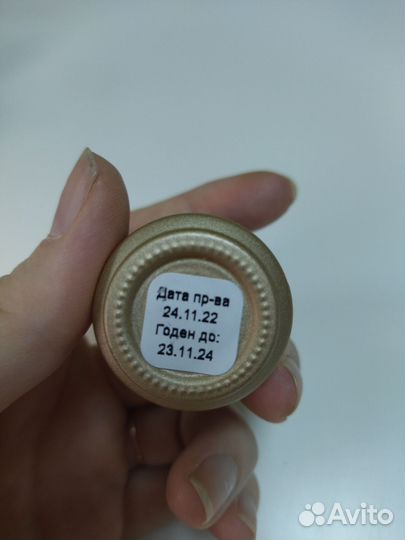 Дата пр-ва
24.11.22
Годен до:
23.11.24
Avito